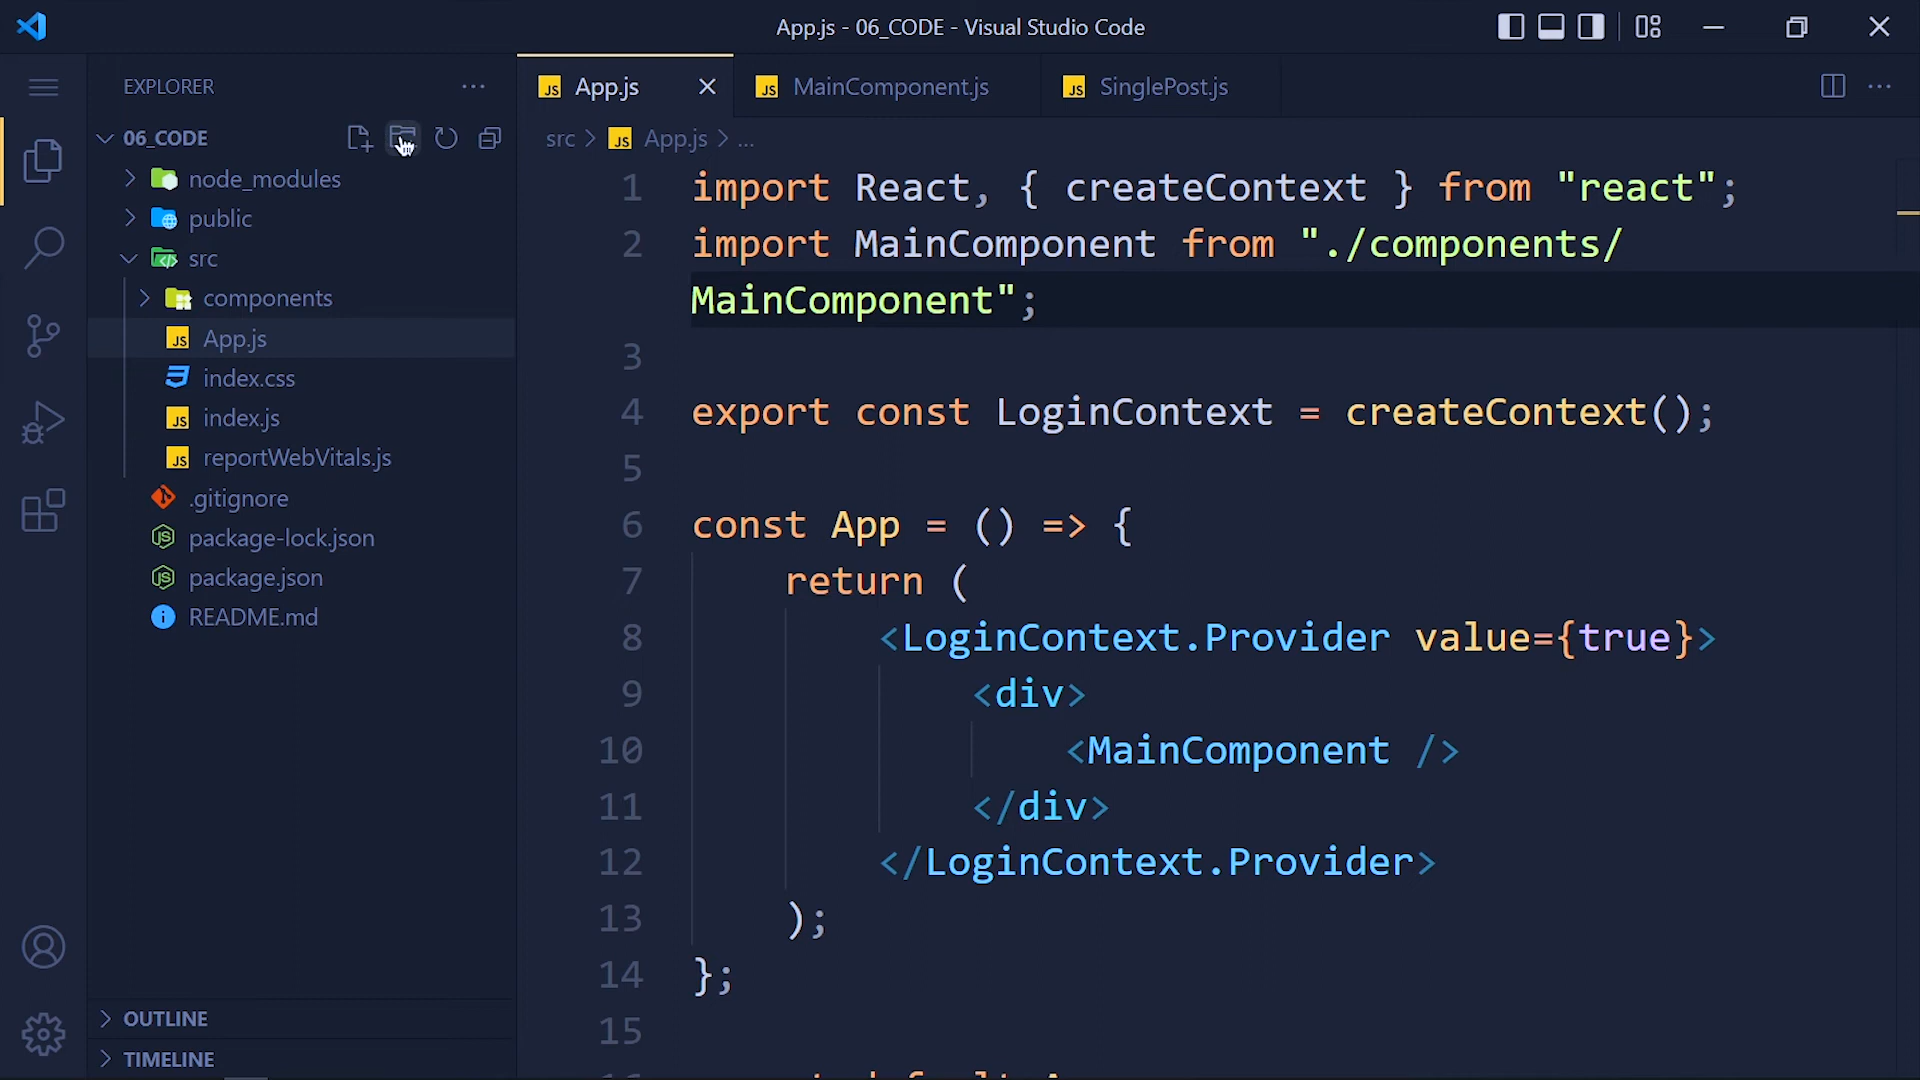 App.js - 06_CODE - Visual Studio Code
EXPLORER
06_CODE
node_modules
public
src
components
App.js
index.css
index.js
reportWebVitals.js
.gitignore
package-lock.json
package.json
README.md
OUTLINE
TIMELINE
App.js
MainComponent.js
SinglePost.js
src > App.js > ...
1 import React, { createContext } from "react";
2 import MainComponent from "./components/
MainComponent";
3
4 export const LoginContext = createContext();
5
6 const App = () => {
7 return (
8 <LoginContext.Provider value={true}>
9 <div>
10 <MainComponent />
11 </div>
12 </LoginContext.Provider>
13 );
14 };
15